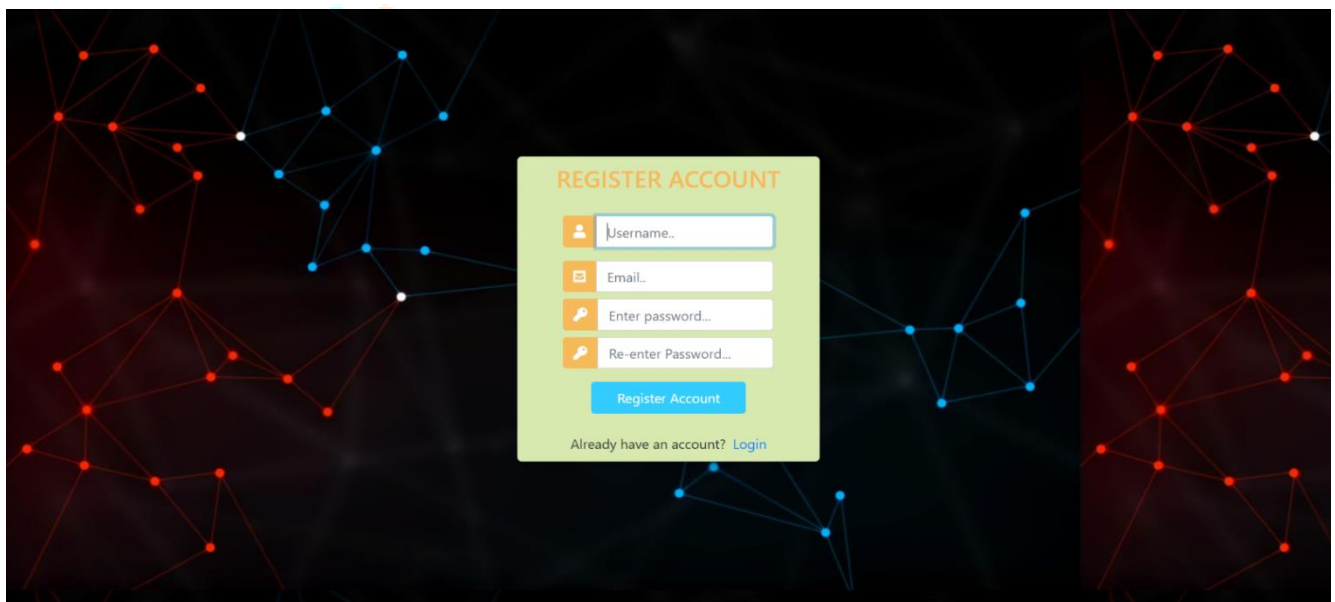 REGISTER ACCOUNT
Username..
Email..
Enter password...
Re-enter Password...
Register Account
Already have an account? Login